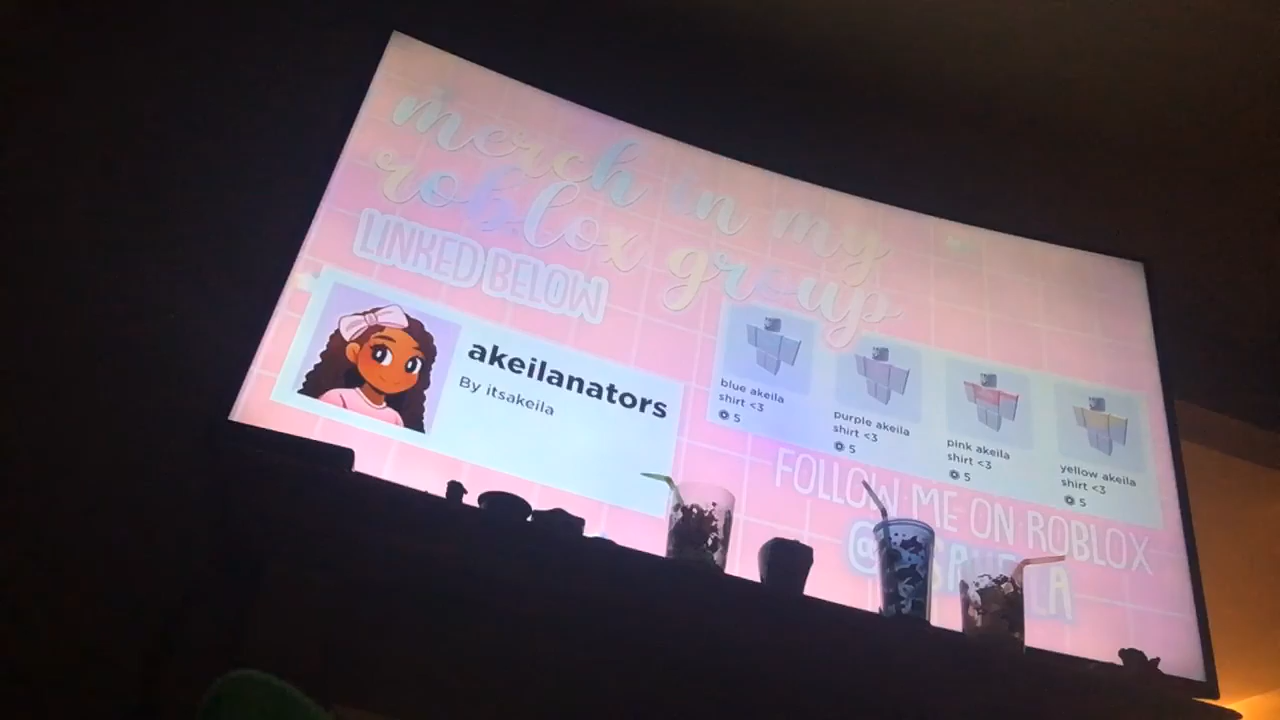 merch in my
roblox group
LINKED BELOW
akeilanators
By itsakeila
blue akeila
shirt <3
5
purple akeila
shirt <3
5
pink akeila
shirt <3
5
yellow akeila
shirt <3
5
FOLLOW ME ON ROBLOX